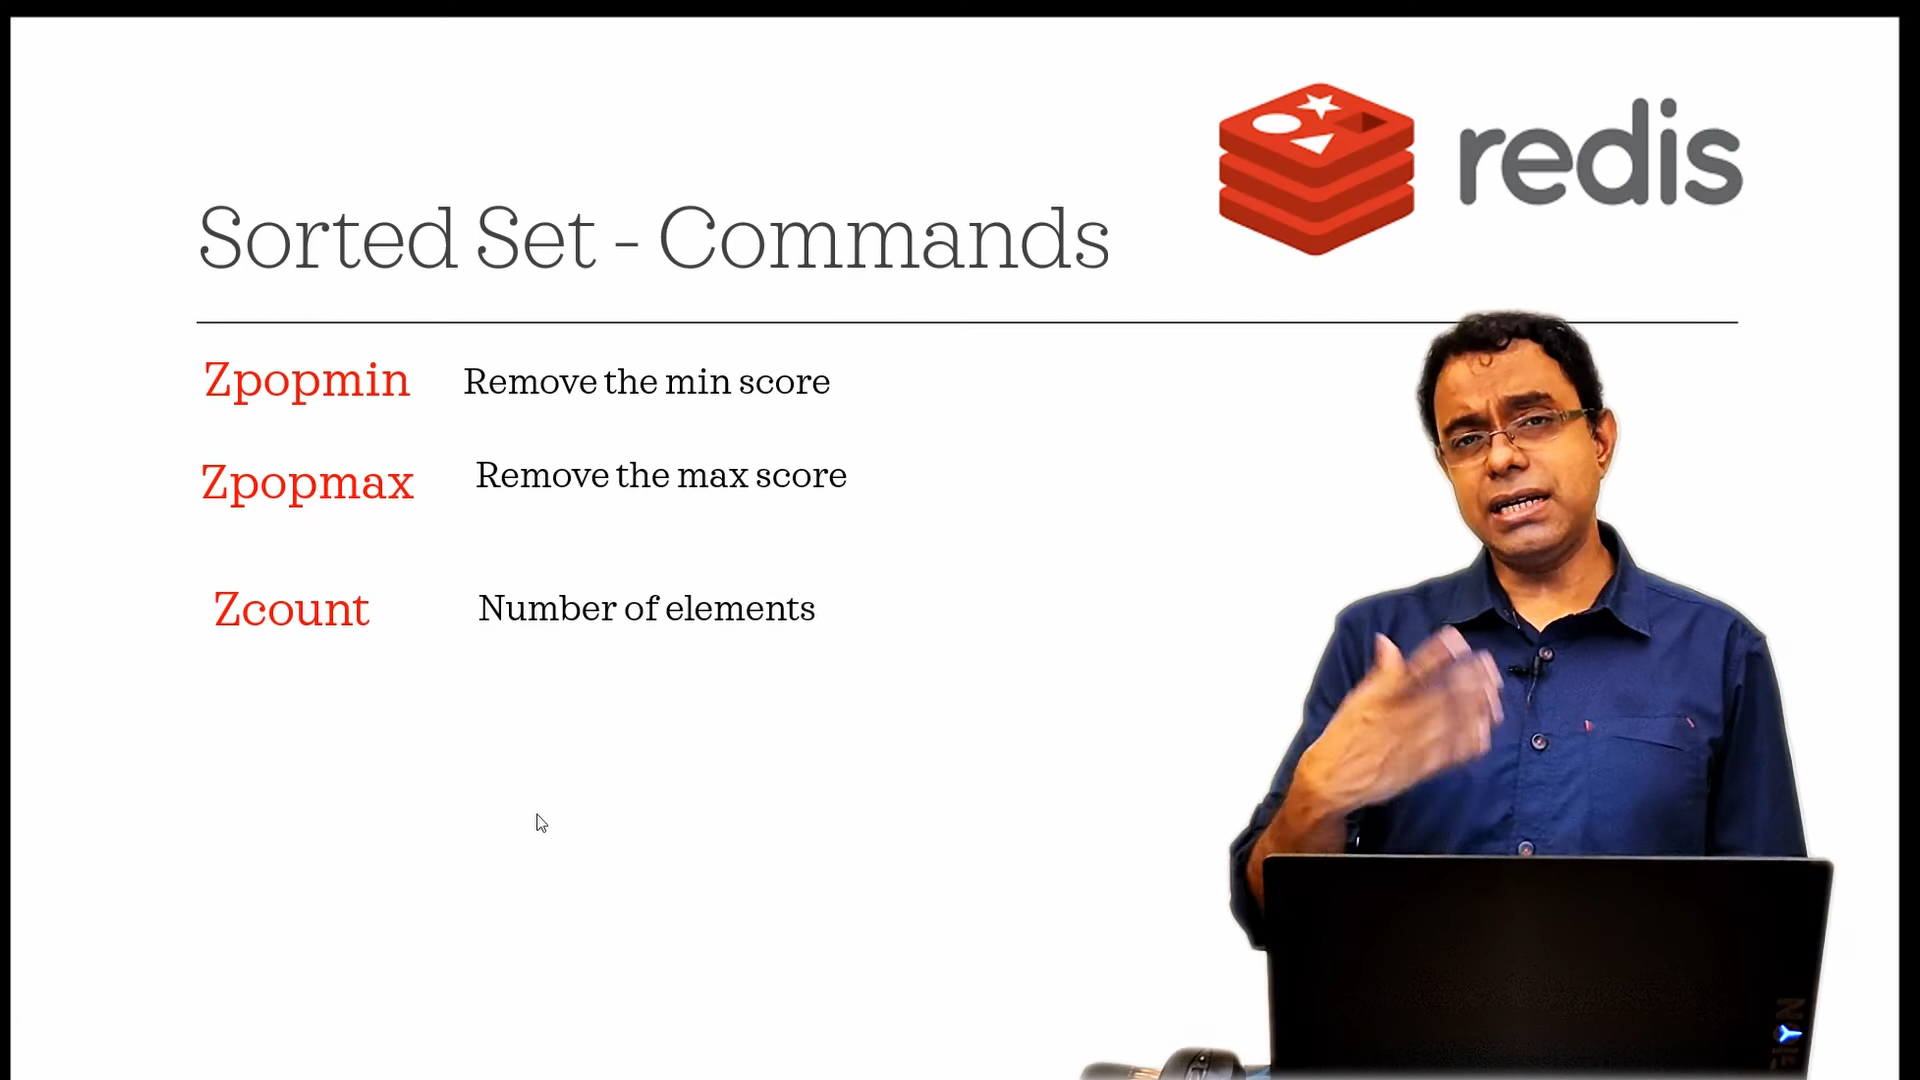 redis
Sorted Set - Commands
Zpopmin Remove the min score
Zpopmax Remove the max score
Zcount Number of elements